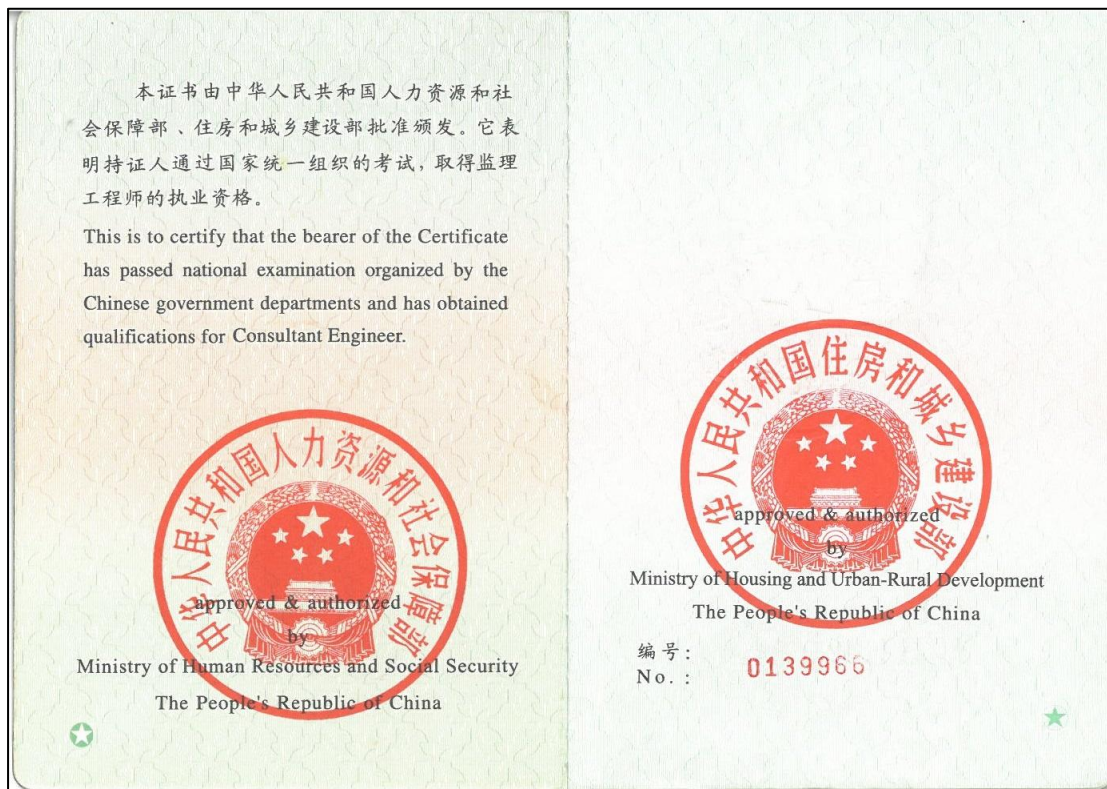 本证书由中华人民共和国人力资源和社
会保障部、住房和城乡建设部批准颁发。它表
明持证人通过国家统一组织的考试,取得监理
工程师的执业资格。
This is to certify that the bearer of the Certificate
has passed national examination organized by the
Chinese government departments and has obtained
qualifications for Consultant Engineer.
中华人民共和国人力资源和社会保障部
approved & authorized
by
Ministry of Human Resources and Social Security
The People's Republic of China
中华人民共和国住房和城乡建设部
approved & authorized
by
Ministry of Housing and Urban-Rural Development
The People's Republic of China
编号:
No.: 0139966